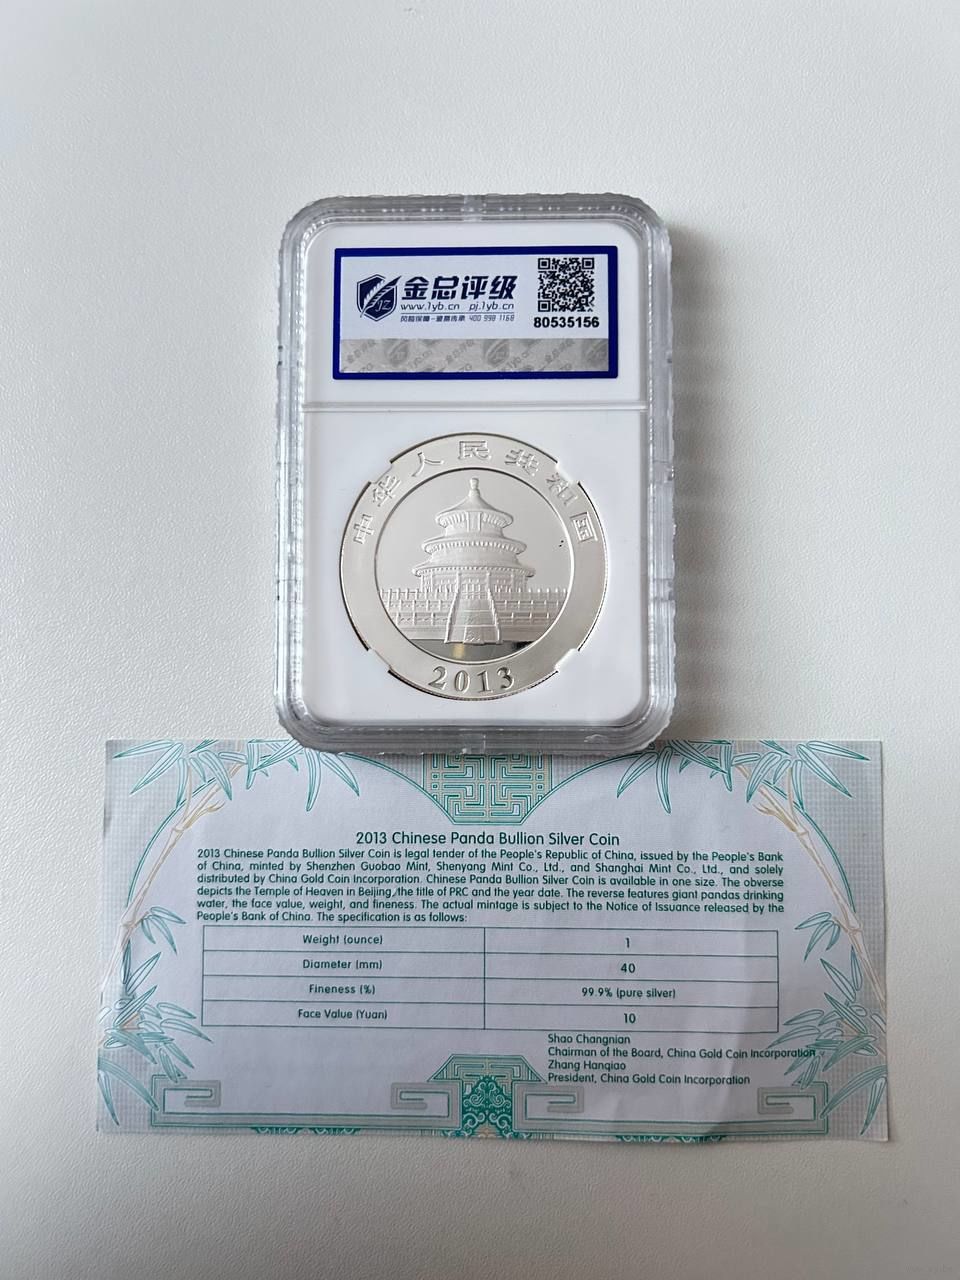 金总评级
www.1yb.cn pj.1yb.cn
风险保障-鉴藏传承 400 998 1168
80535156
中华人民共和国
2013
2013 Chinese Panda Bullion Silver Coin
2013 Chinese Panda Bullion Silver Coin is legal tender of the People's Republic of China, issued by the People's Bank
of China, minted by Shenzhen Guobao Mint, Shenyang Mint Co., Ltd., and Shanghai Mint Co., Ltd., and solely
distributed by China Gold Coin Incorporation. Chinese Panda Bullion Silver Coin is available in one size. The obverse
depicts the Temple of Heaven in Beijing, the title of PRC and the year date. The reverse features giant pandas drinking
water, the face value, weight, and fineness. The actual mintage is subject to the Notice of Issuance released by the
People's Bank of China. The specification is as follows:
Weight (ounce) 1
Diameter (mm) 40
Fineness (%) 99.9% (pure silver)
Face Value (Yuan) 10
Shao Changnian
Chairman of the Board, China Gold Coin Incorporation
Zhang Hanqiao
President, China Gold Coin Incorporation